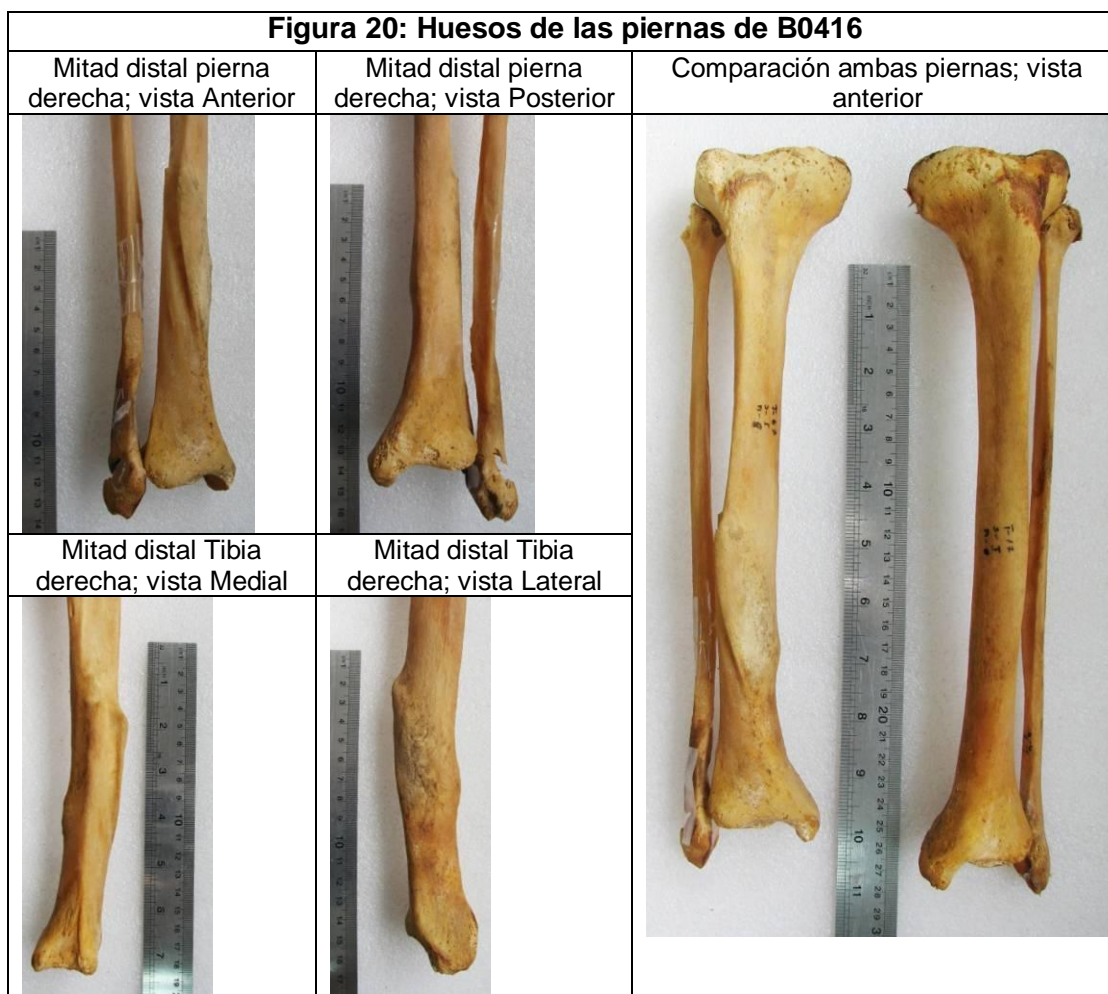 Figura 20: Huesos de las piernas de B0416
Mitad distal pierna
derecha; vista Anterior
Mitad distal pierna
derecha; vista Posterior
Comparación ambas piernas; vista
anterior
Mitad distal Tibia
derecha; vista Medial
Mitad distal Tibia
derecha; vista Lateral